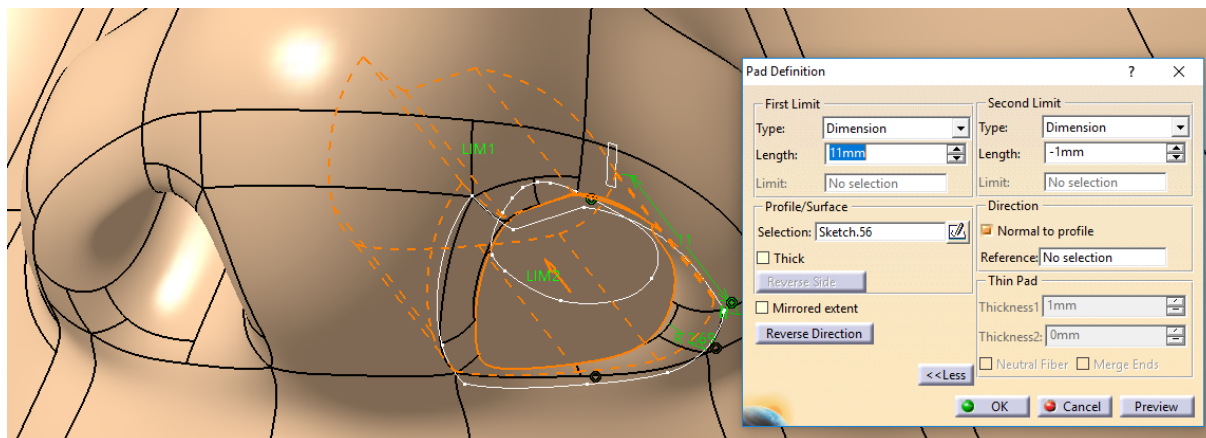 Pad Definition ? X
First Limit
Type: Dimension
Length: 11mm
Limit: No selection
Second Limit
Type: Dimension
Length: -1mm
Limit: No selection
Profile/Surface
Selection: Sketch.56
Thick
Reverse Side
Mirrored extent
Reverse Direction
Direction
Normal to profile
Reference: No selection
Thin Pad
Thickness1 1mm
Thickness2: 0mm
Neutral Fiber Merge Ends
<<Less
OK Cancel Preview
LIM1
LIM2